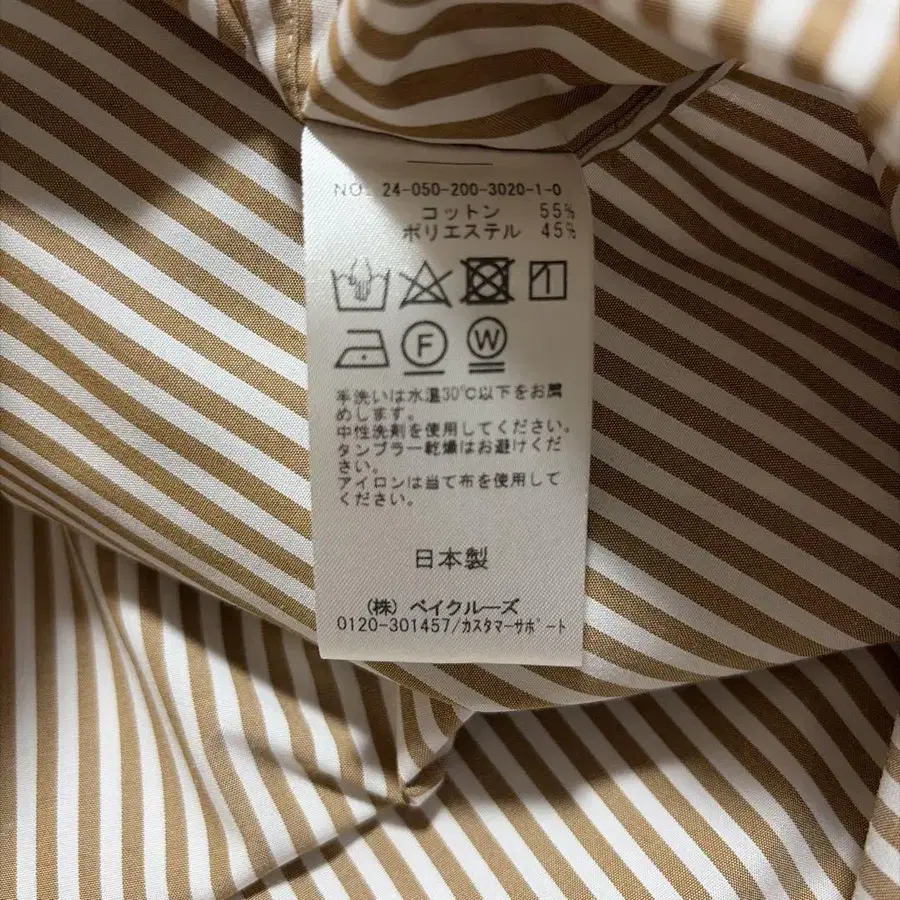 NO. 24-050-200-3020-1-0
コットン 55%
ポリエステル 45%
F W
手洗いは水温30℃以下をお薦
めします。
中性洗剤を使用してください。
タンブラー乾燥はお避けくだ
さい。
アイロンは当て布を使用して
ください。
日本製
(株) ベイクルーズ
0120-301457/カスタマーサポート